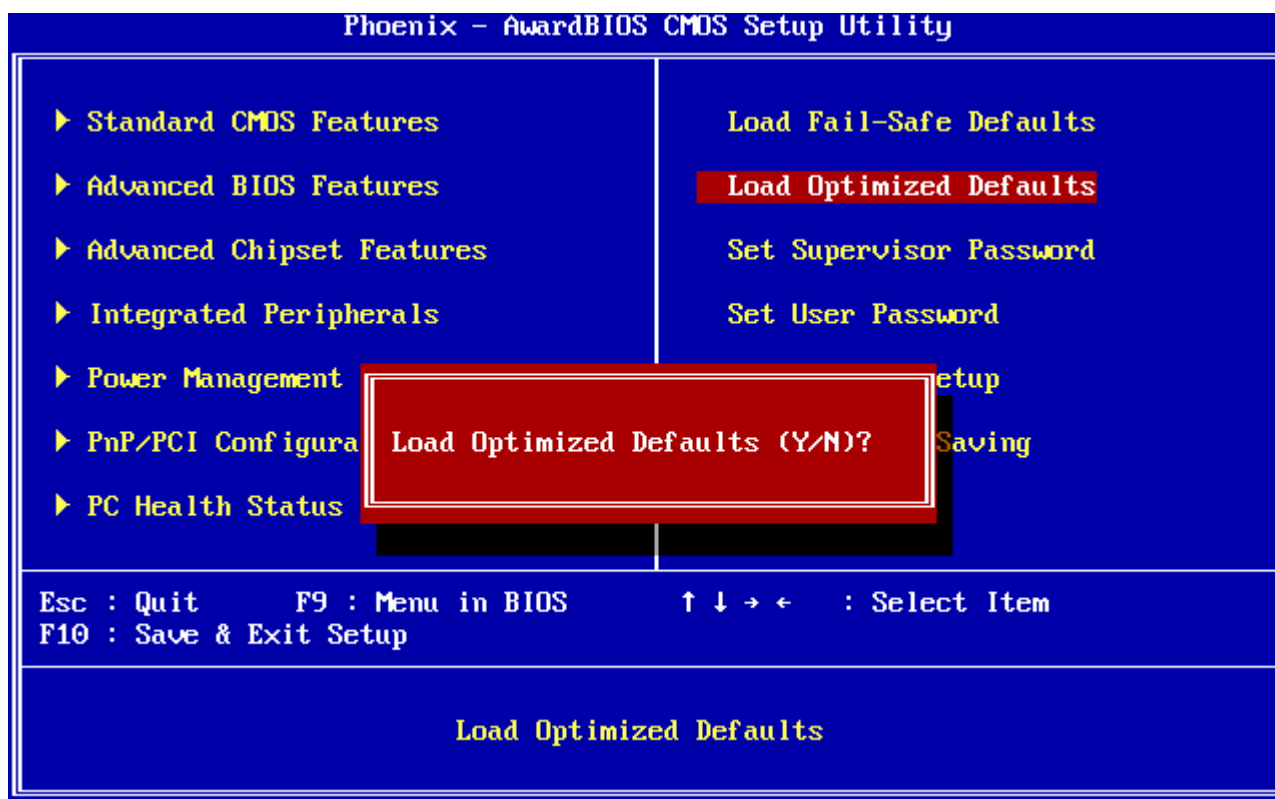 Phoenix - AwardBIOS CMOS Setup Utility
Standard CMOS Features
Advanced BIOS Features
Advanced Chipset Features
Integrated Peripherals
Power Management
PnP/PCI Configura
PC Health Status
Load Fail-Safe Defaults
Load Optimized Defaults
Set Supervisor Password
Set User Password
etup
Saving
Load Optimized Defaults (Y/N)?
Esc : Quit F9 : Menu in BIOS ↑ ↓ → ← : Select Item
F10 : Save & Exit Setup
Load Optimized Defaults